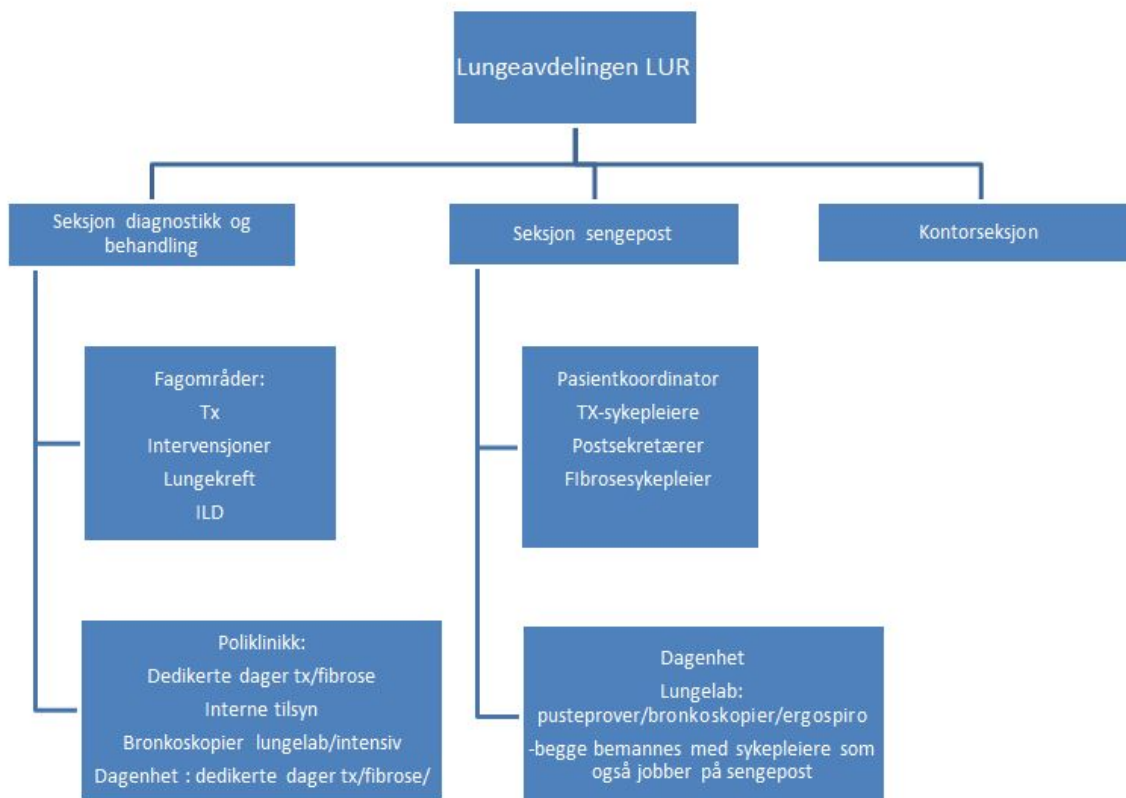 Lungeavdelingen LUR
Seksjon diagnostikk og
behandling
Seksjon sengepost
Kontorseksjon
Fagområder:
Tx
Intervensjoner
Lungekreft
ILD
Pasientkoordinator
TX-sykepleiere
Postsekretærer
FIbrosesykepleier
Poliklinikk:
Dedikerte dager tx/fibrose
Interne tilsyn
Bronkoskopier lungelab/intensiv
Dagenhet : dedikerte dager tx/fibrose/
Dagenhet
Lungelab:
pusteprover/bronkoskopier/ergospiro
-begge bemannes med sykepleiere som
også jobber på sengepost